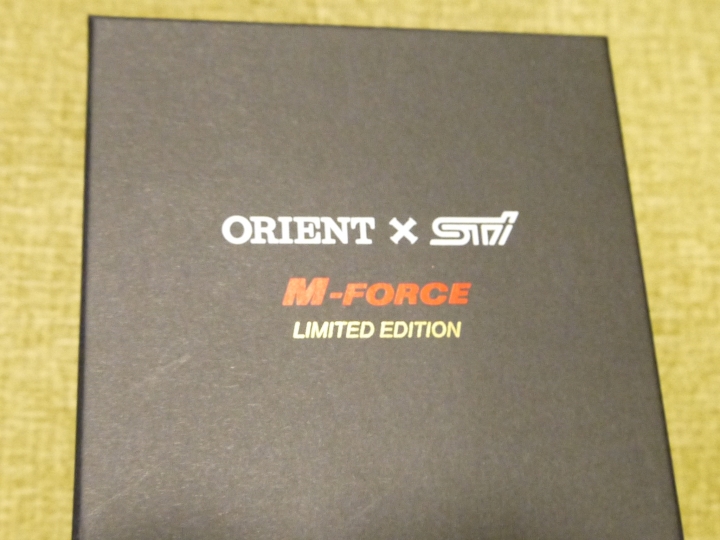 ORIENT × STi
M-FORCE
LIMITED EDITION